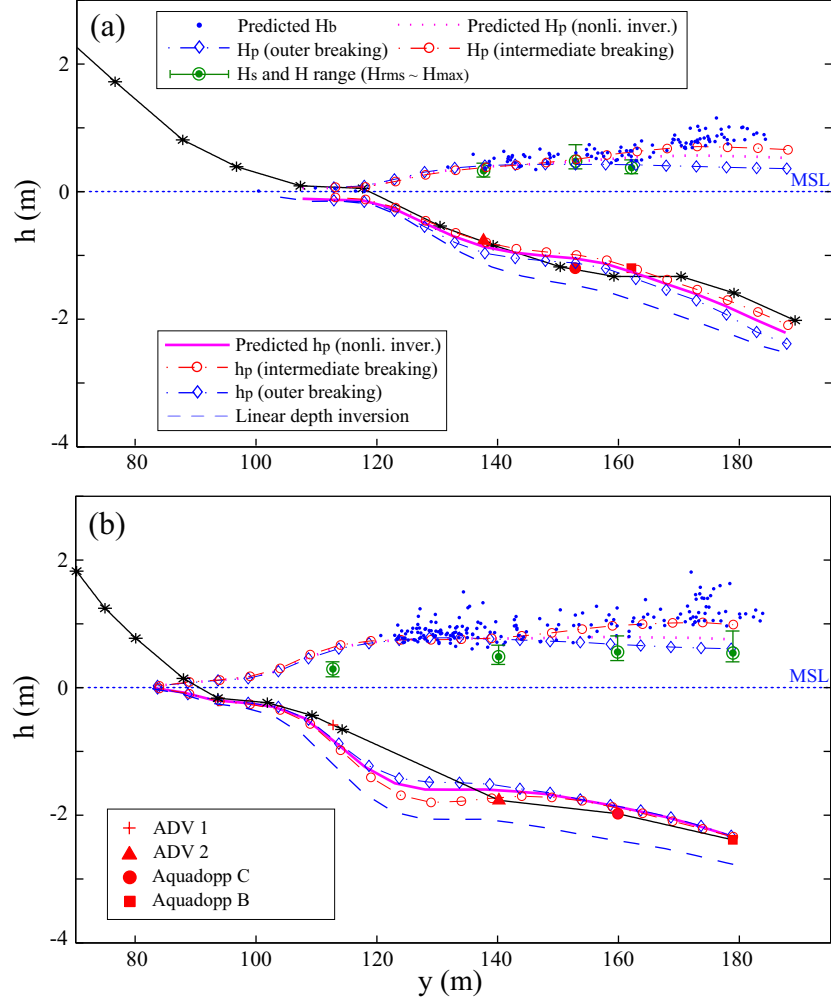 (a)
Predicted Hb
Predicted Hp (nonli. inver.)
Hp (outer breaking)
Hp (intermediate breaking)
Hs and H range (Hrms ~ Hmax)
2
0
-2
-4
h (m)
MSL
Predicted hp (nonli. inver.)
hp (intermediate breaking)
hp (outer breaking)
Linear depth inversion
80 100 120 140 160 180
(b)
2
0
-2
-4
h (m)
MSL
ADV 1
ADV 2
Aquadopp C
Aquadopp B
80 100 120 140 160 180
y (m)